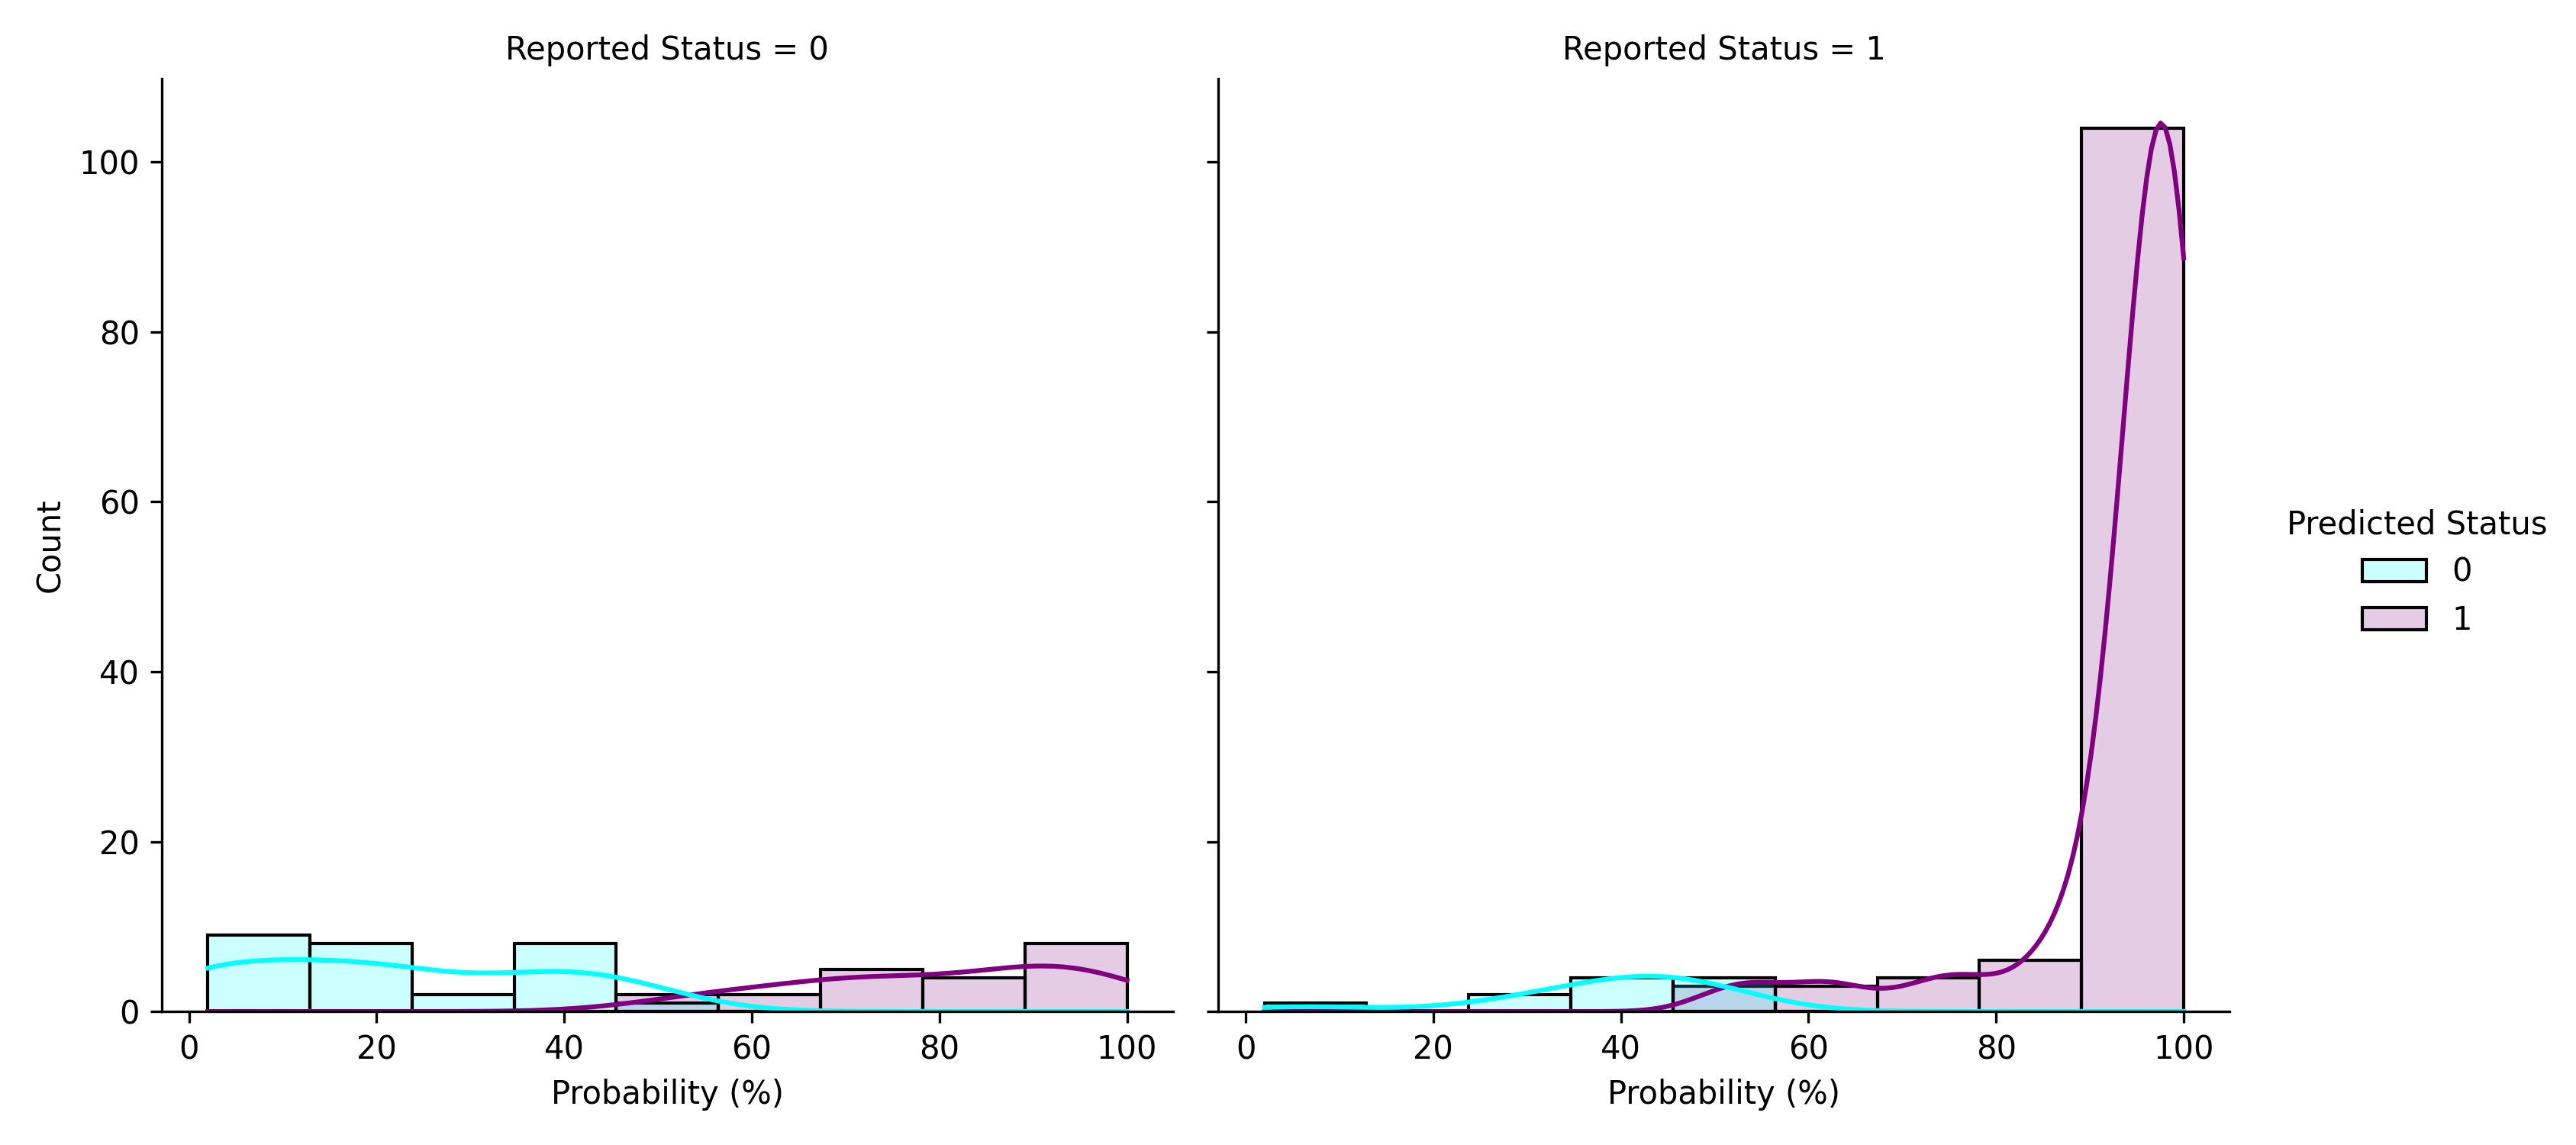 Reported Status = 0
Reported Status = 1
100
80
60
40
20
0
Count
0 20 40 60 80 100
0 20 40 60 80 100
Probability (%)
Probability (%)
Predicted Status
0
1